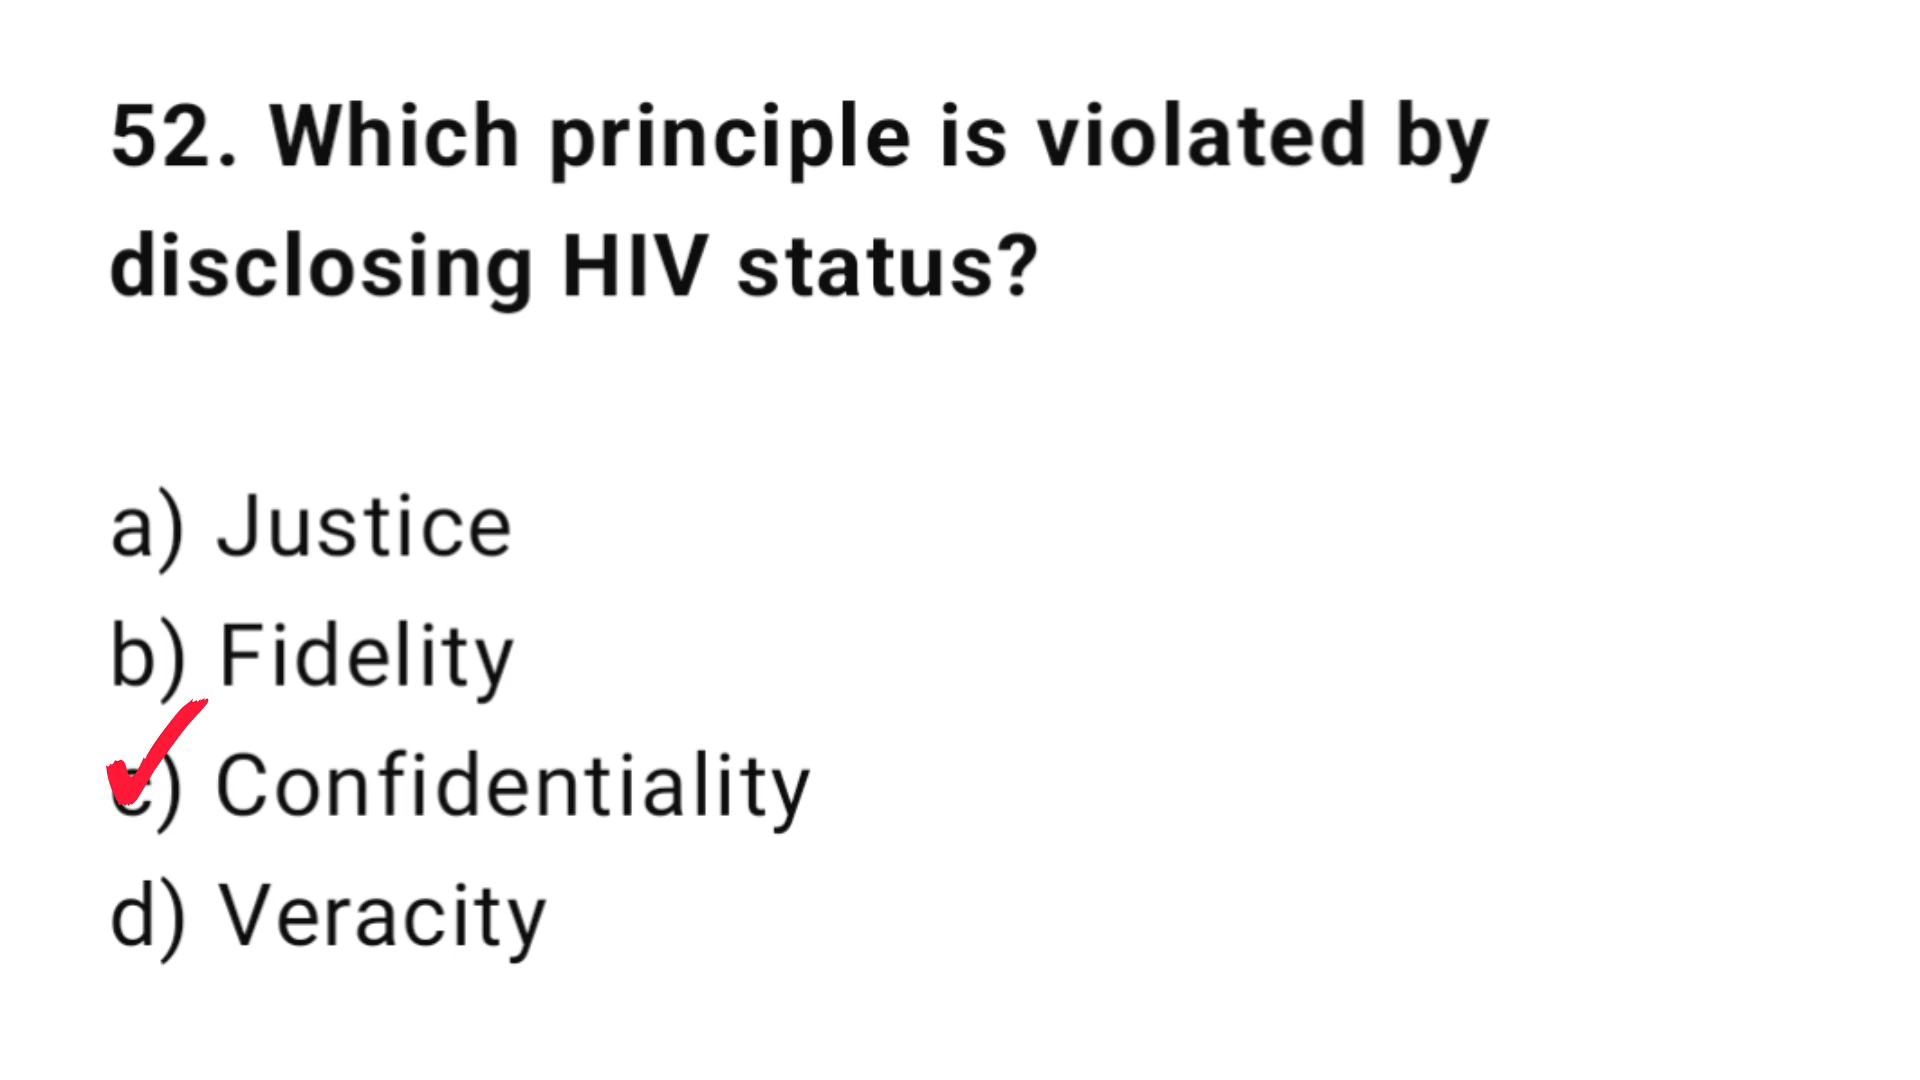 52. Which principle is violated by
disclosing HIV status?
a) Justice
b) Fidelity
c) Confidentiality
d) Veracity